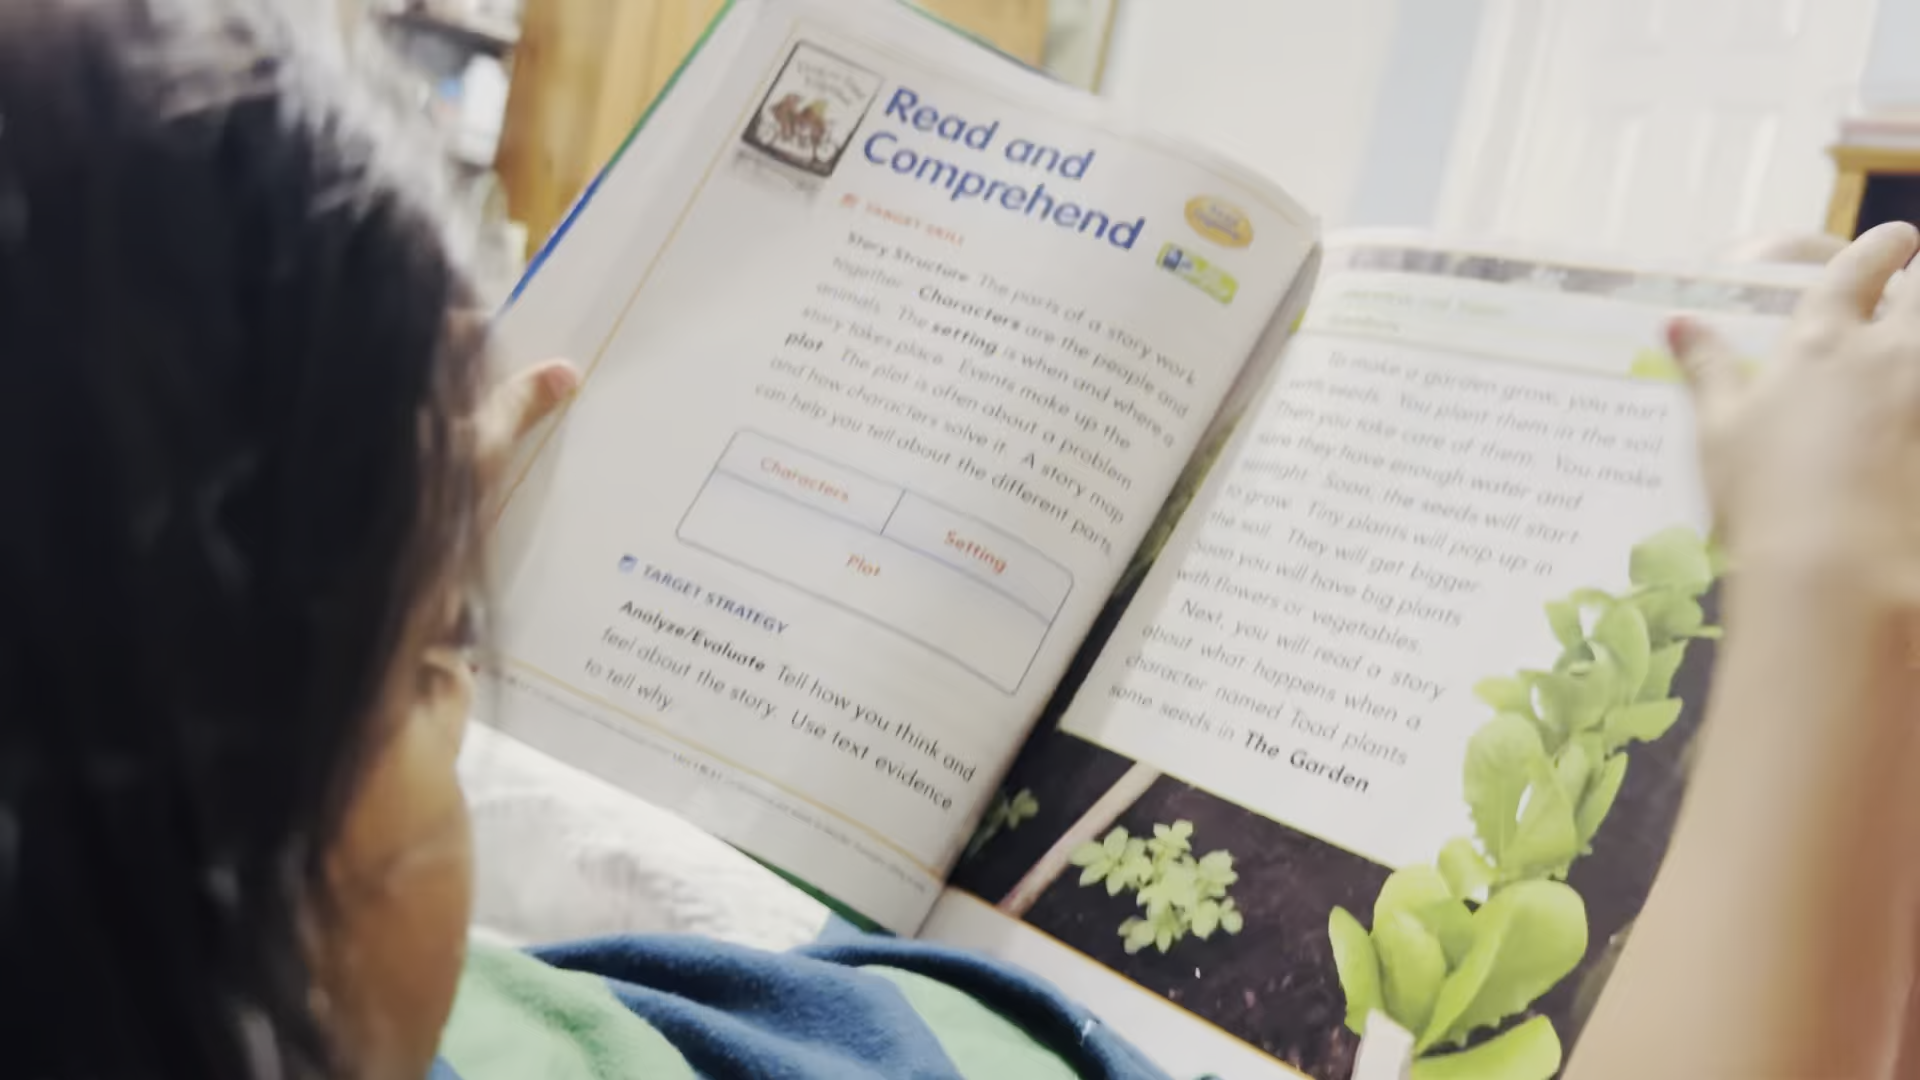 Read and
Comprehend
TARGET SKILL
Story Structure The parts of a story work
together. Characters are the people and
animals. The setting is when and where a
story takes place. Events make up the
plot. The plot is often about a problem
and how characters solve it. A story map
can help you tell about the different parts.
Characters
Setting
Plot
TARGET STRATEGY
Analyze/Evaluate Tell how you think and
feel about the story. Use text evidence
to tell why.
To make a garden grow, you start
with seeds. You plant them in the soil.
Then you take care of them. You make
sure they have enough water and
sunlight. Soon, the seeds will start
to grow. Tiny plants will pop up in
the soil. They will get bigger.
Soon you will have big plants
with flowers or vegetables.
Next, you will read a story
about what happens when a
character named Toad plants
some seeds in The Garden